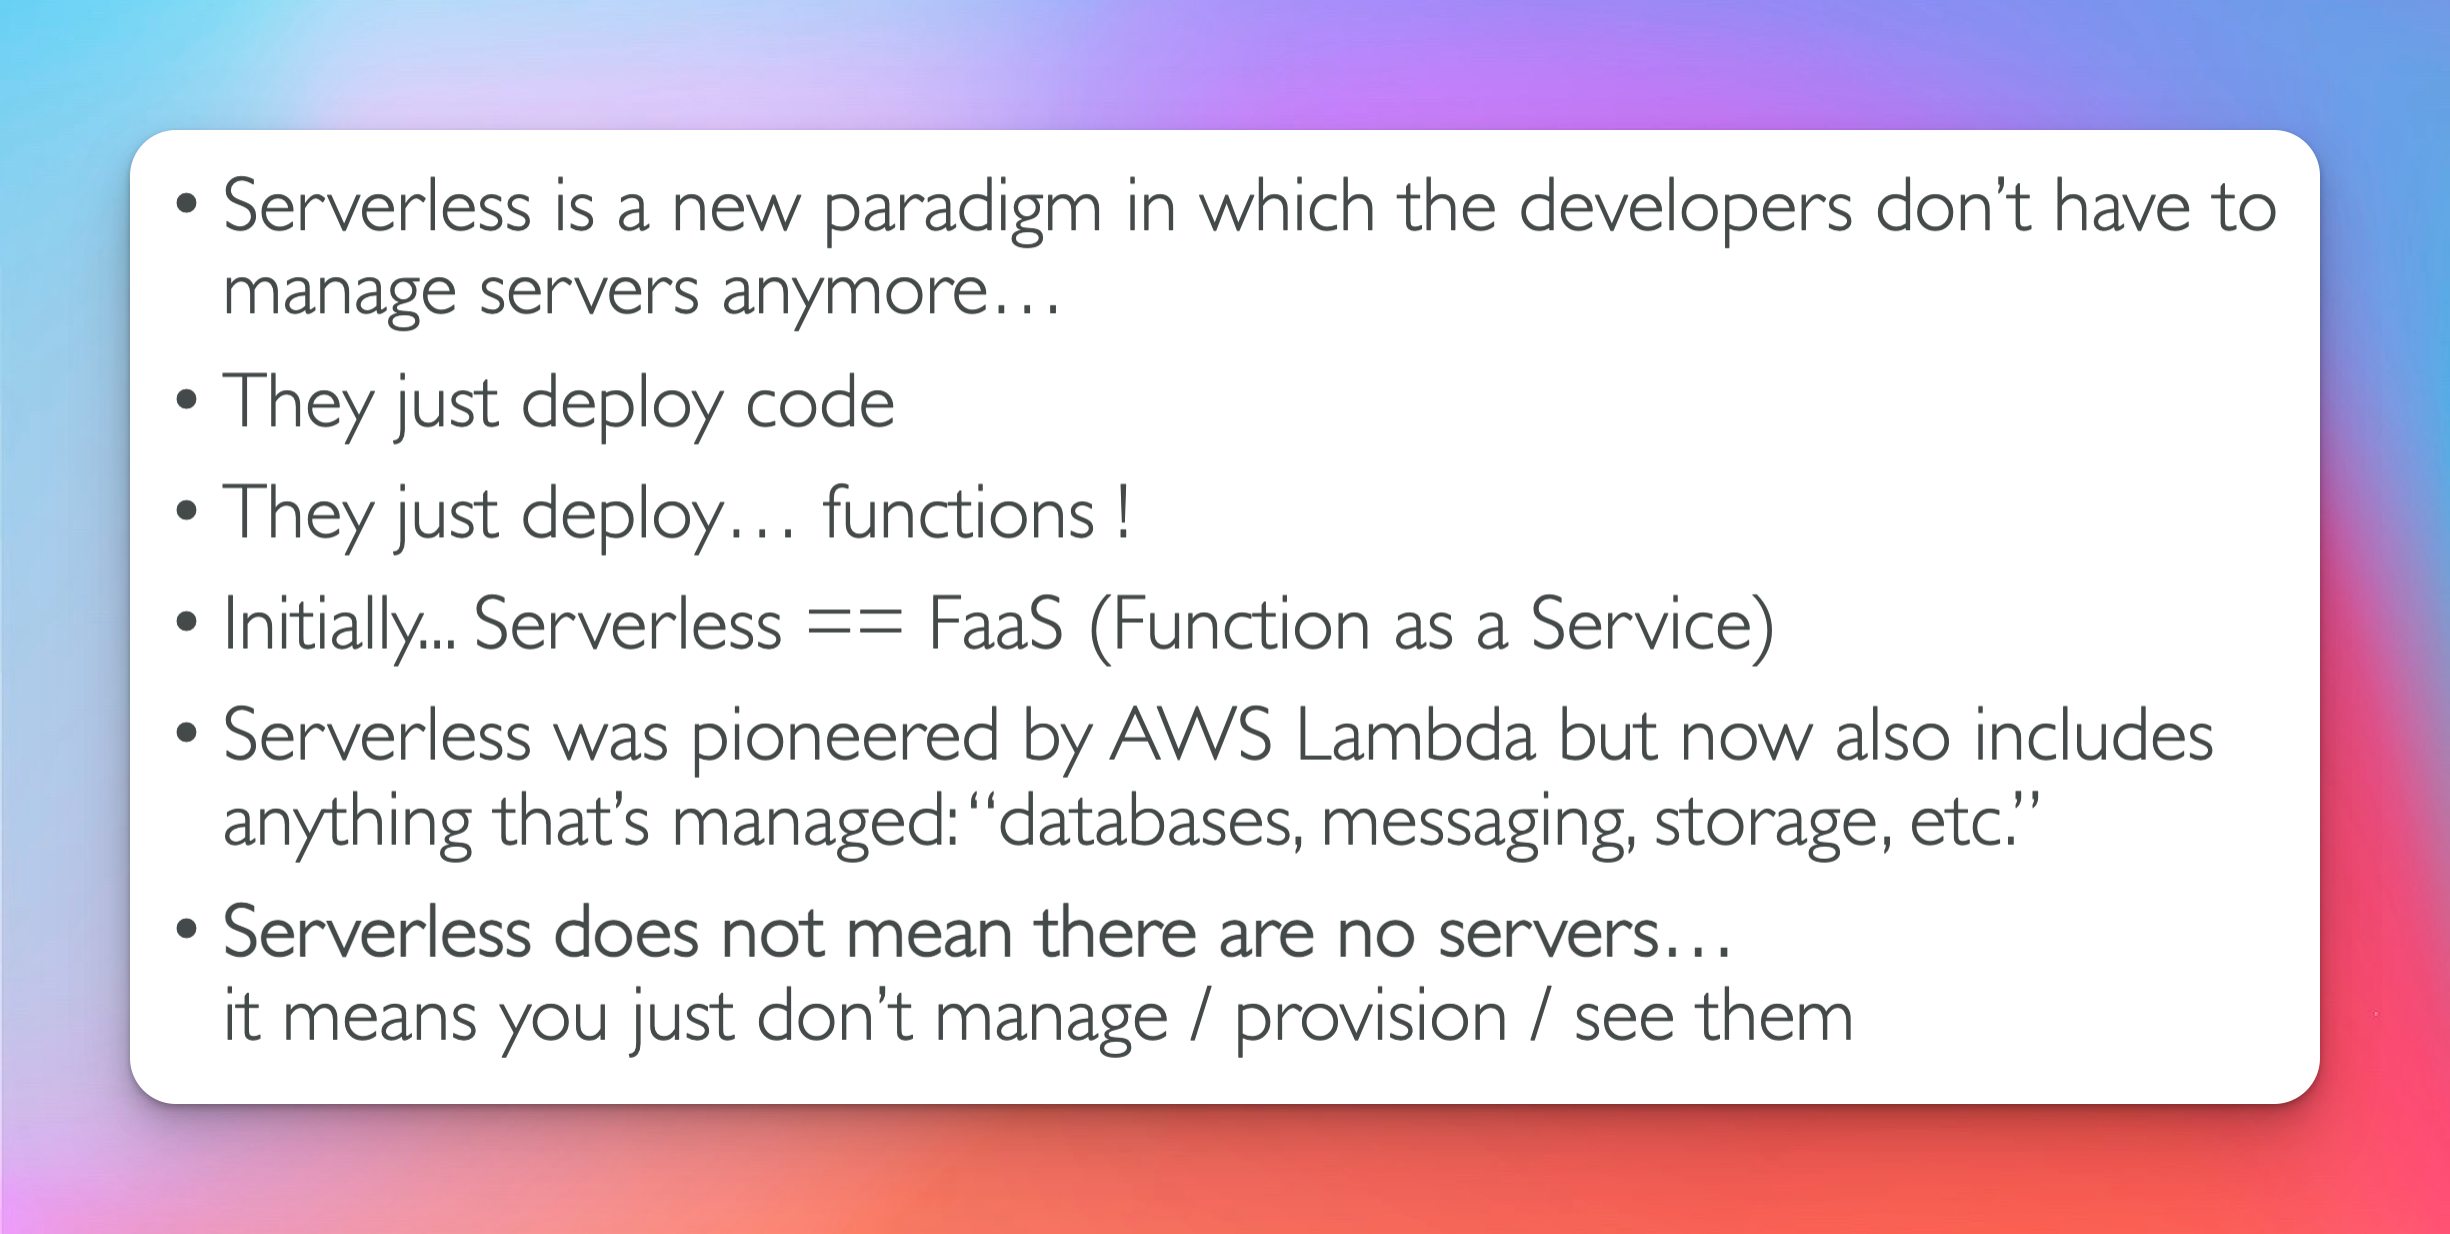 • Serverless is a new paradigm in which the developers don’t have to
manage servers anymore…
• They just deploy code
• They just deploy… functions !
• Initially... Serverless == FaaS (Function as a Service)
• Serverless was pioneered by AWS Lambda but now also includes
anything that’s managed: “databases, messaging, storage, etc.”
• Serverless does not mean there are no servers…
it means you just don’t manage / provision / see them